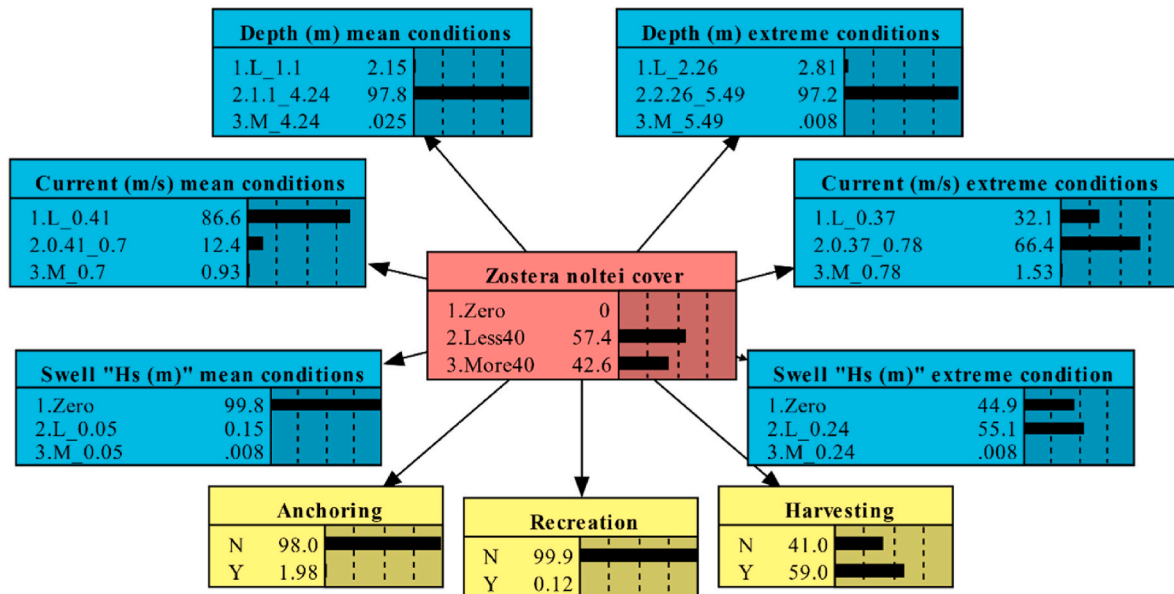 Depth (m) mean conditions
1.L_1.1 2.15
2.1.1_4.24 97.8
3.M_4.24 .025
Depth (m) extreme conditions
1.L_2.26 2.81
2.2.26_5.49 97.2
3.M_5.49 .008
Current (m/s) mean conditions
1.L_0.41 86.6
2.0.41_0.7 12.4
3.M_0.7 0.93
Current (m/s) extreme conditions
1.L_0.37 32.1
2.0.37_0.78 66.4
3.M_0.78 1.53
Zostera noltei cover
1.Zero 0
2.Less40 57.4
3.More40 42.6
Swell "Hs (m)" mean conditions
1.Zero 99.8
2.L_0.05 0.15
3.M_0.05 .008
Swell "Hs (m)" extreme condition
1.Zero 44.9
2.L_0.24 55.1
3.M_0.24 .008
Anchoring
N 98.0
Y 1.98
Recreation
N 99.9
Y 0.12
Harvesting
N 41.0
Y 59.0